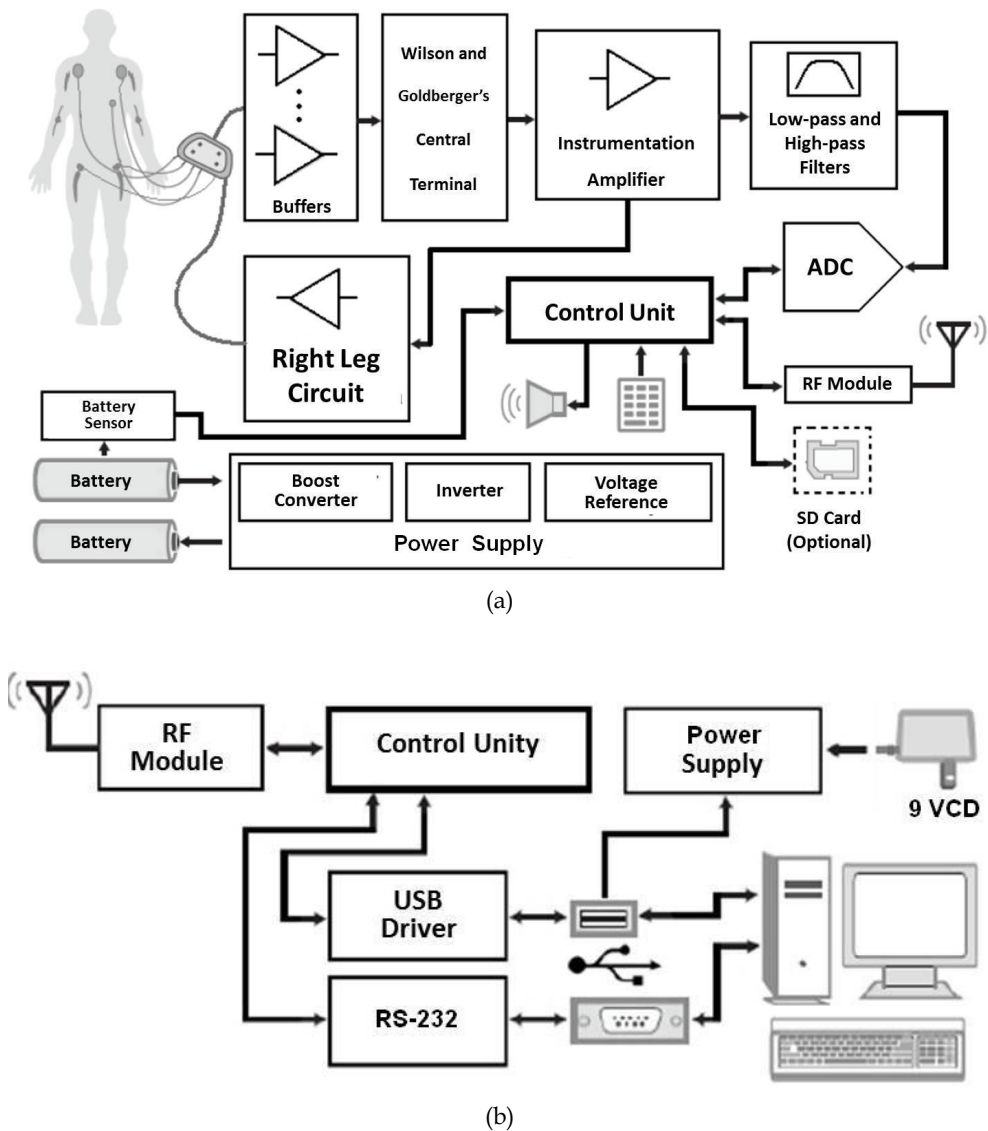 Buffers
Wilson and
Goldberger's
Central
Terminal
Instrumentation
Amplifier
Low-pass and
High-pass
Filters
ADC
Control Unit
Right Leg
Circuit
RF Module
Battery
Sensor
Battery
Battery
Boost
Converter
Inverter
Voltage
Reference
Power Supply
SD Card
(Optional)
(a)
RF
Module
Control Unity
Power
Supply
9 VCD
USB
Driver
RS-232
(b)